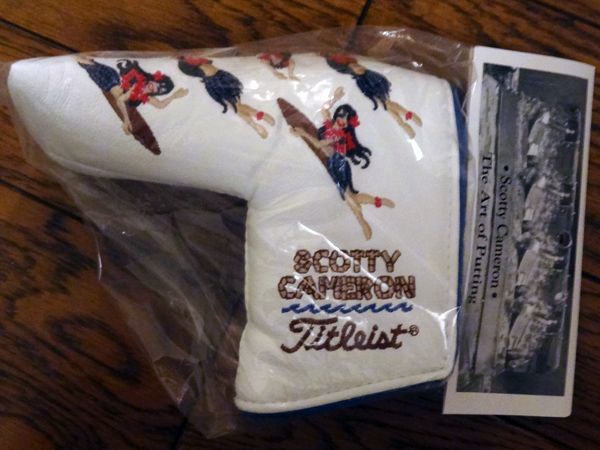 SCOTTY
CAMERON
Titleist®
• Scotty Cameron •
The Art of Putting